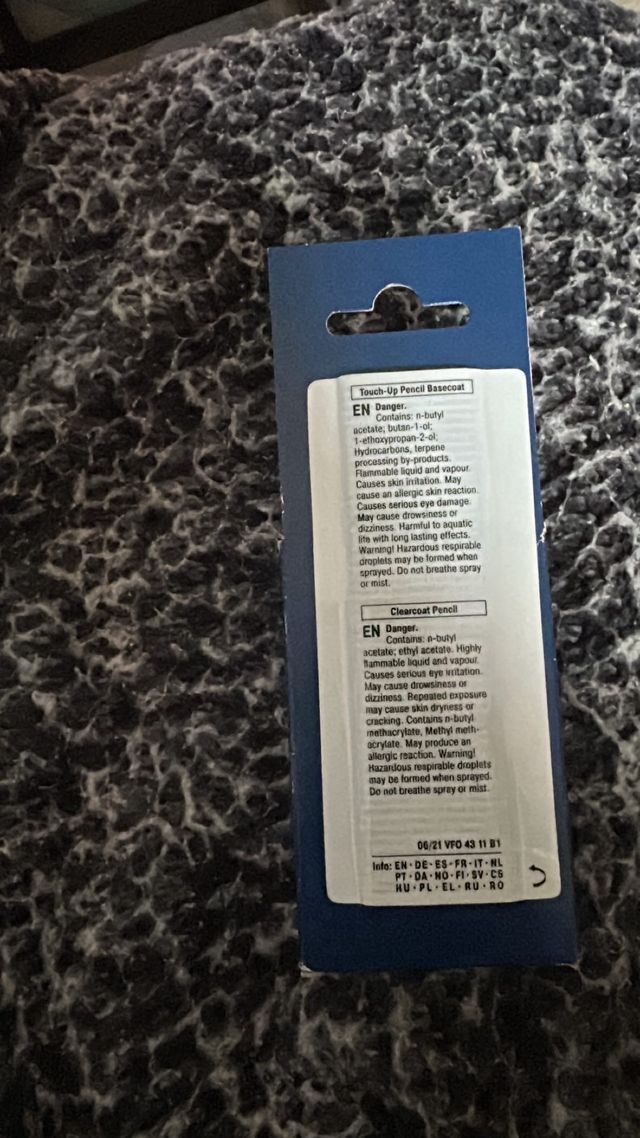 Touch-Up Pencil Basecoat
EN Danger.
Contains: n-butyl
acetate; butan-1-ol;
1-ethoxypropan-2-ol;
Hydrocarbons, terpene
processing by-products.
Flammable liquid and vapour.
Causes skin irritation. May
cause an allergic skin reaction.
Causes serious eye damage.
May cause drowsiness or
dizziness. Harmful to aquatic
life with long lasting effects.
Warning! Hazardous respirable
droplets may be formed when
sprayed. Do not breathe spray
or mist.
Clearcoat Pencil
EN Danger.
Contains: n-butyl
acetate; ethyl acetate. Highly
flammable liquid and vapour.
Causes serious eye irritation.
May cause drowsiness or
dizziness. Repeated exposure
may cause skin dryness or
cracking. Contains n-butyl
methacrylate, Methyl meth-
acrylate. May produce an
allergic reaction. Warning!
Hazardous respirable droplets
may be formed when sprayed.
Do not breathe spray or mist.
06/21 VFO 43 11 B1
Info: EN · DE · ES · FR · IT · NL
PT · DA · NO · FI · SV · CS
HU · PL · EL · RU · RO